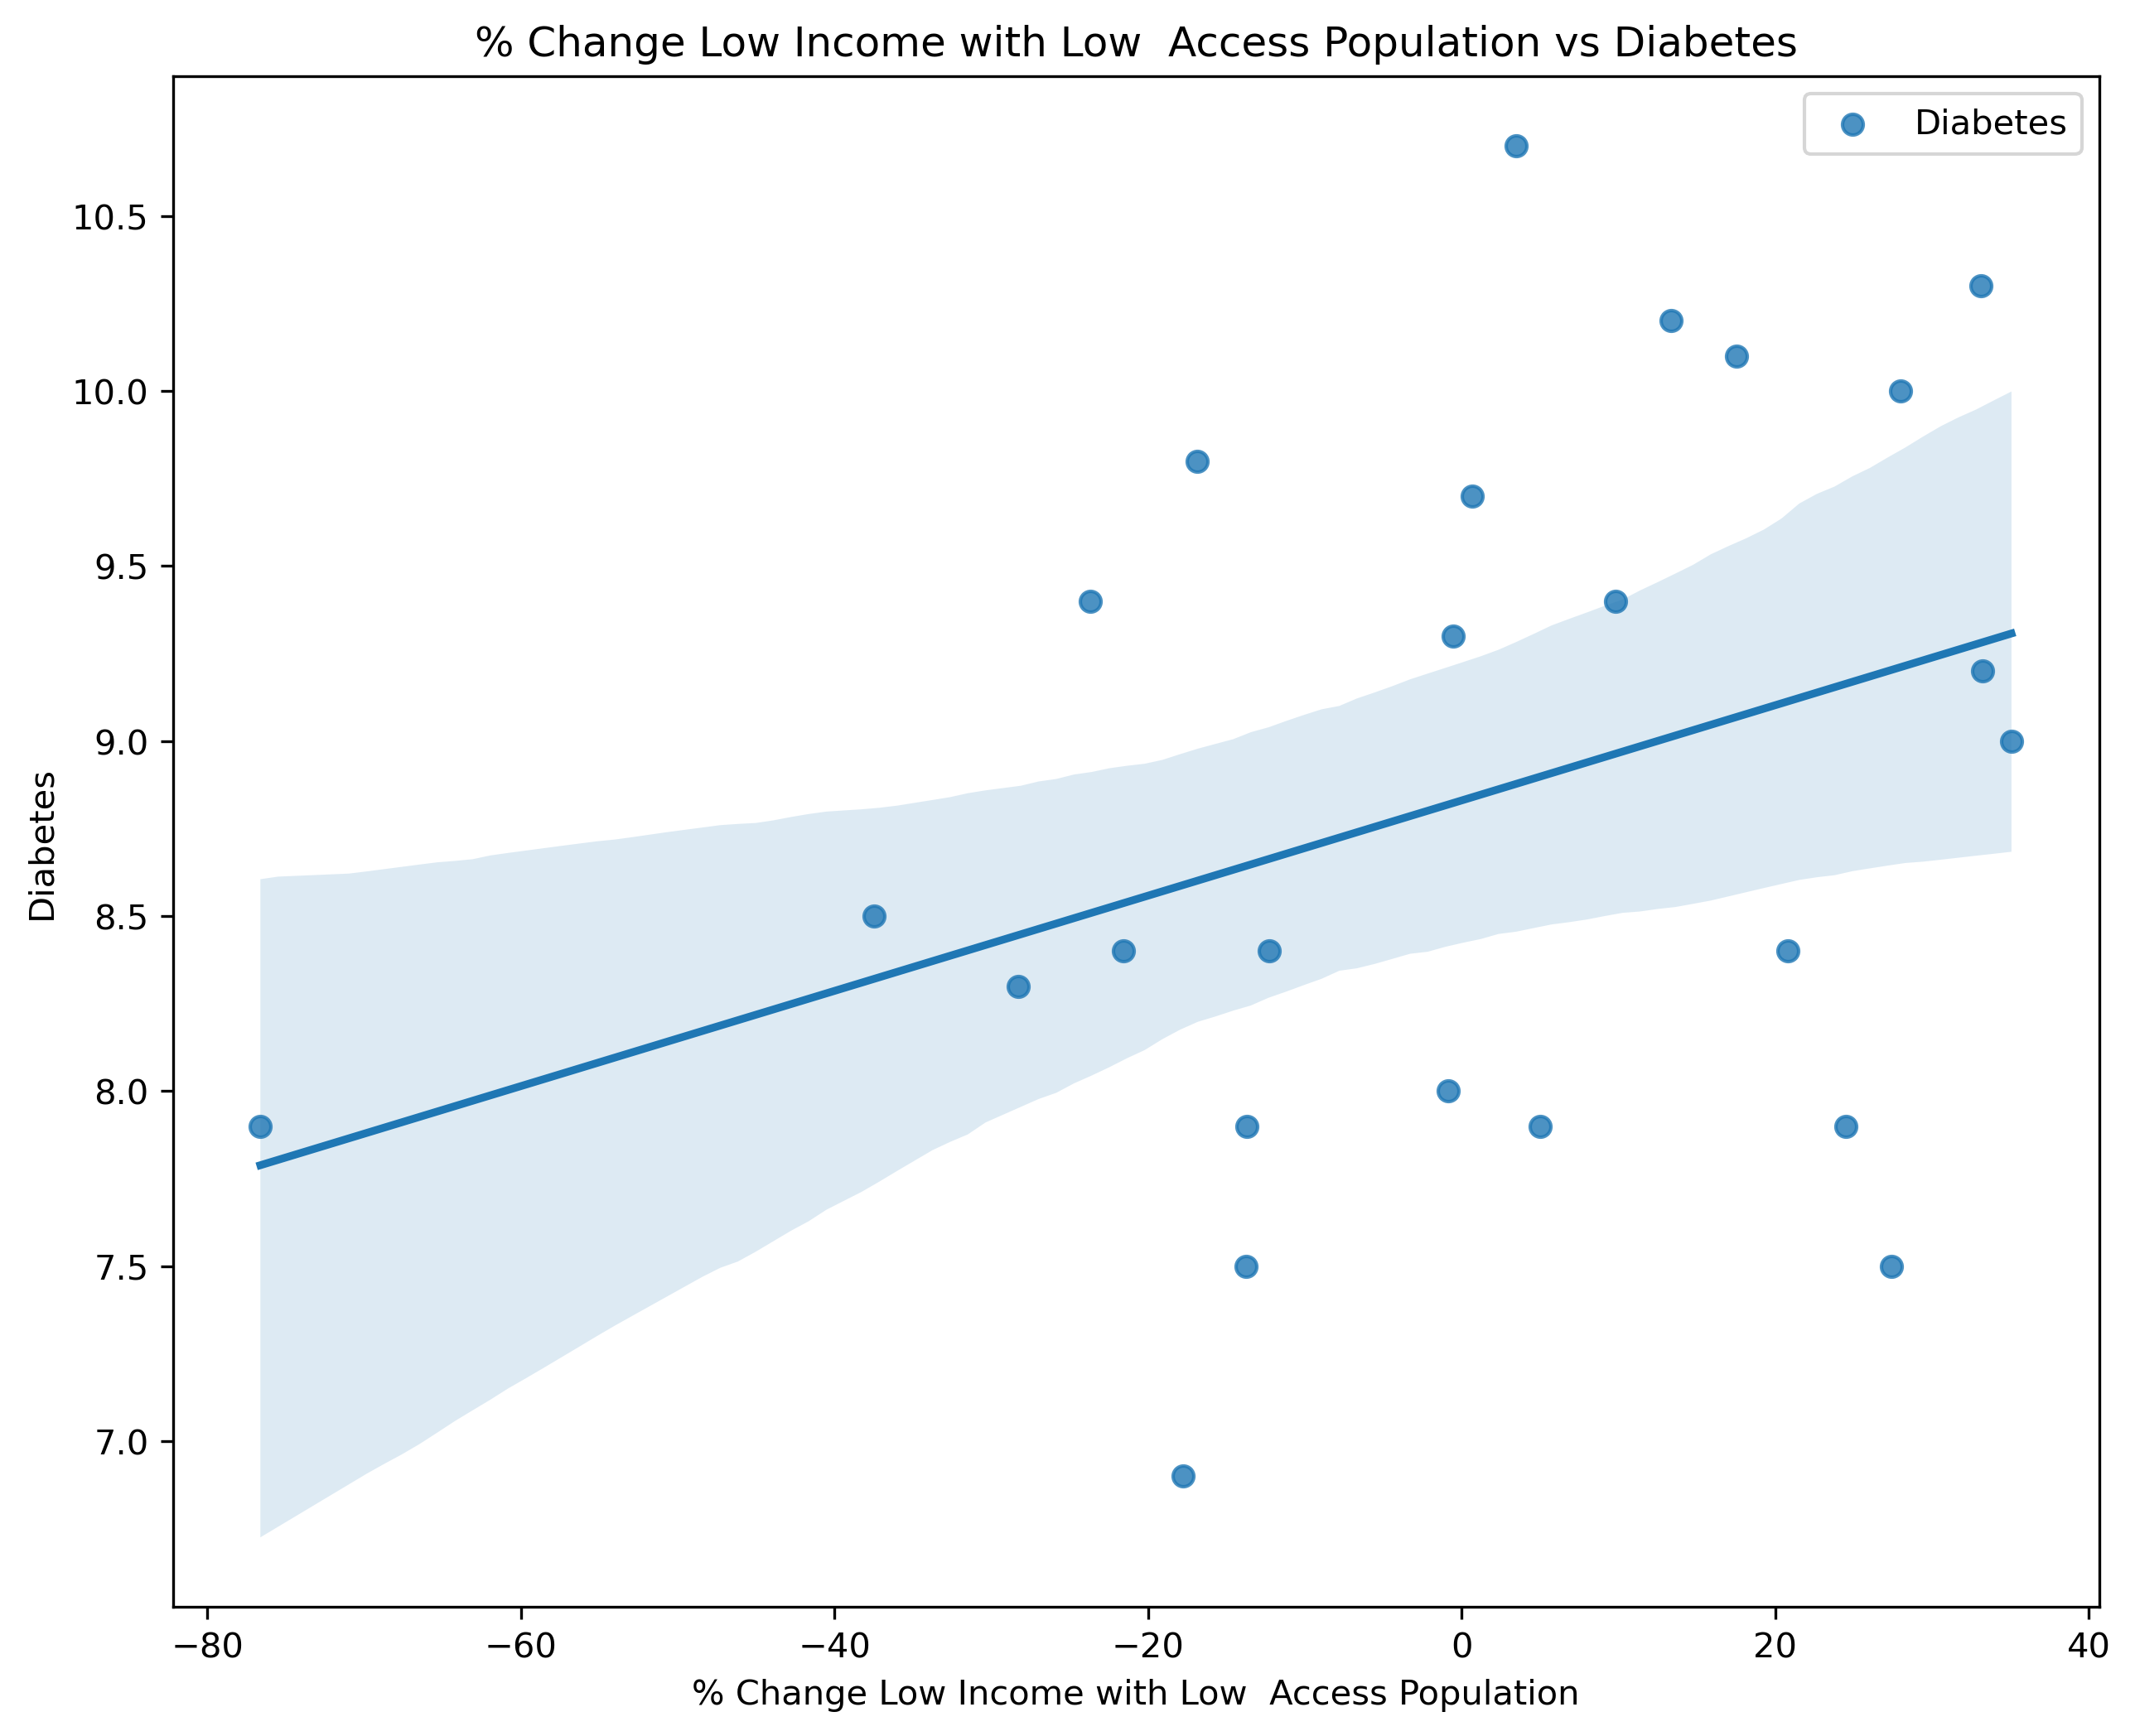 % Change Low Income with Low  Access Population vs Diabetes
Diabetes
10.5
10.0
9.5
9.0
8.5
8.0
7.5
7.0
Diabetes
−80 −60 −40 −20 0 20 40
% Change Low Income with Low  Access Population